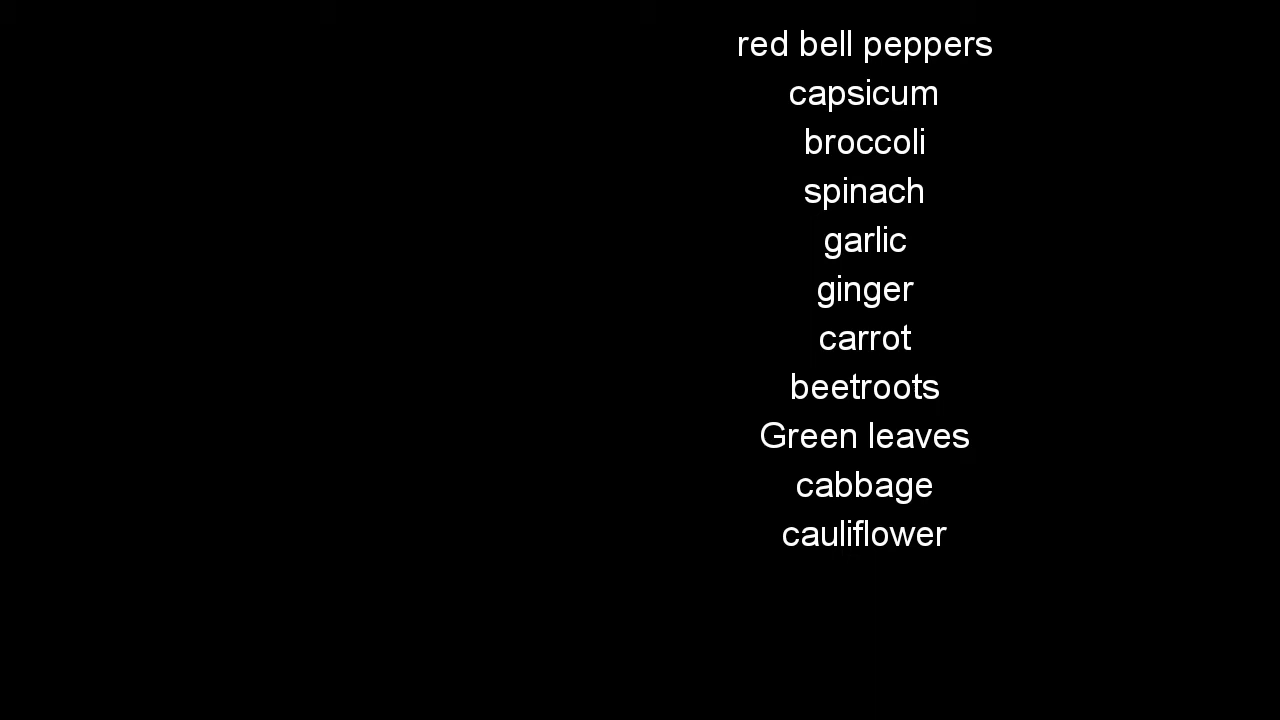 red bell peppers
capsicum
broccoli
spinach
garlic
ginger
carrot
beetroots
Green leaves
cabbage
cauliflower